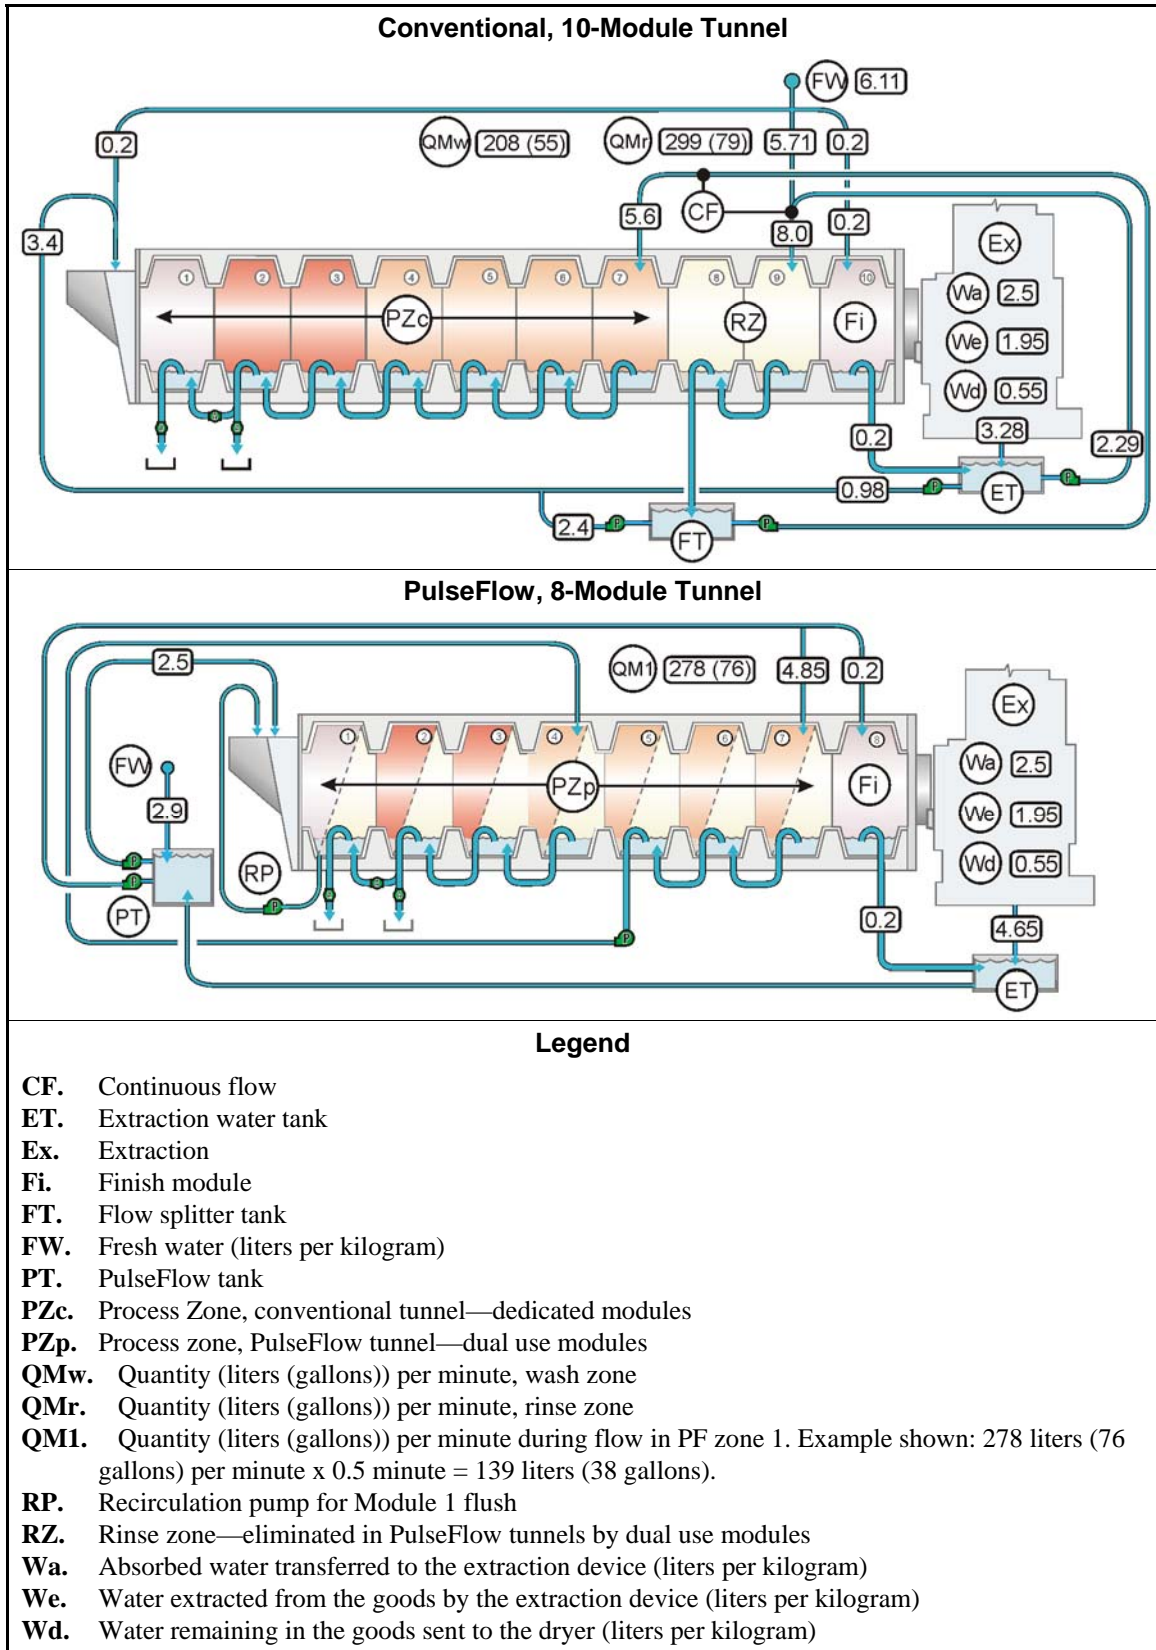 Conventional, 10-Module Tunnel
FW 6.11
0.2
QMw 208 (55)
QMr 299 (79)
5.71
0.2
3.4
5.6
CF
8.0
0.2
Ex
1 2 3 4 5 6 7 8 9 10
PZc
RZ
Fi
Wa 2.5
We 1.95
Wd 0.55
0.2
3.28
2.29
P
0.98
P
ET
2.4
P
FT
P
PulseFlow, 8-Module Tunnel
2.5
QM1 278 (76)
4.85
0.2
Ex
FW
1 2 3 4 5 6 7 8
PZp
Fi
Wa 2.5
2.9
We 1.95
P
P
RP
Wd 0.55
PT
P
P
0.2
4.65
ET
Legend
CF. Continuous flow
ET. Extraction water tank
Ex. Extraction
Fi. Finish module
FT. Flow splitter tank
FW. Fresh water (liters per kilogram)
PT. PulseFlow tank
PZc. Process Zone, conventional tunnel—dedicated modules
PZp. Process zone, PulseFlow tunnel—dual use modules
QMw. Quantity (liters (gallons)) per minute, wash zone
QMr. Quantity (liters (gallons)) per minute, rinse zone
QM1. Quantity (liters (gallons)) per minute during flow in PF zone 1. Example shown: 278 liters (76
gallons) per minute x 0.5 minute = 139 liters (38 gallons).
RP. Recirculation pump for Module 1 flush
RZ. Rinse zone—eliminated in PulseFlow tunnels by dual use modules
Wa. Absorbed water transferred to the extraction device (liters per kilogram)
We. Water extracted from the goods by the extraction device (liters per kilogram)
Wd. Water remaining in the goods sent to the dryer (liters per kilogram)